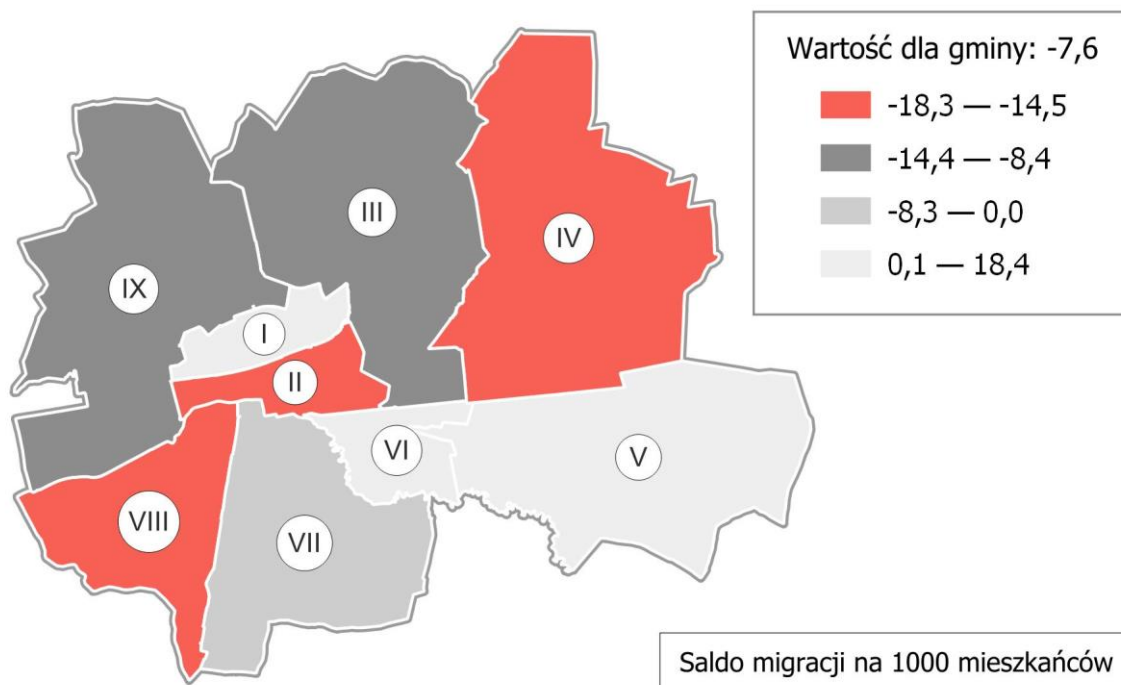 Wartość dla gminy: -7,6
-18,3 — -14,5
-14,4 — -8,4
-8,3 — 0,0
0,1 — 18,4
III
IV
IX
I
II
VI
V
VIII
VII
Saldo migracji na 1000 mieszkańców